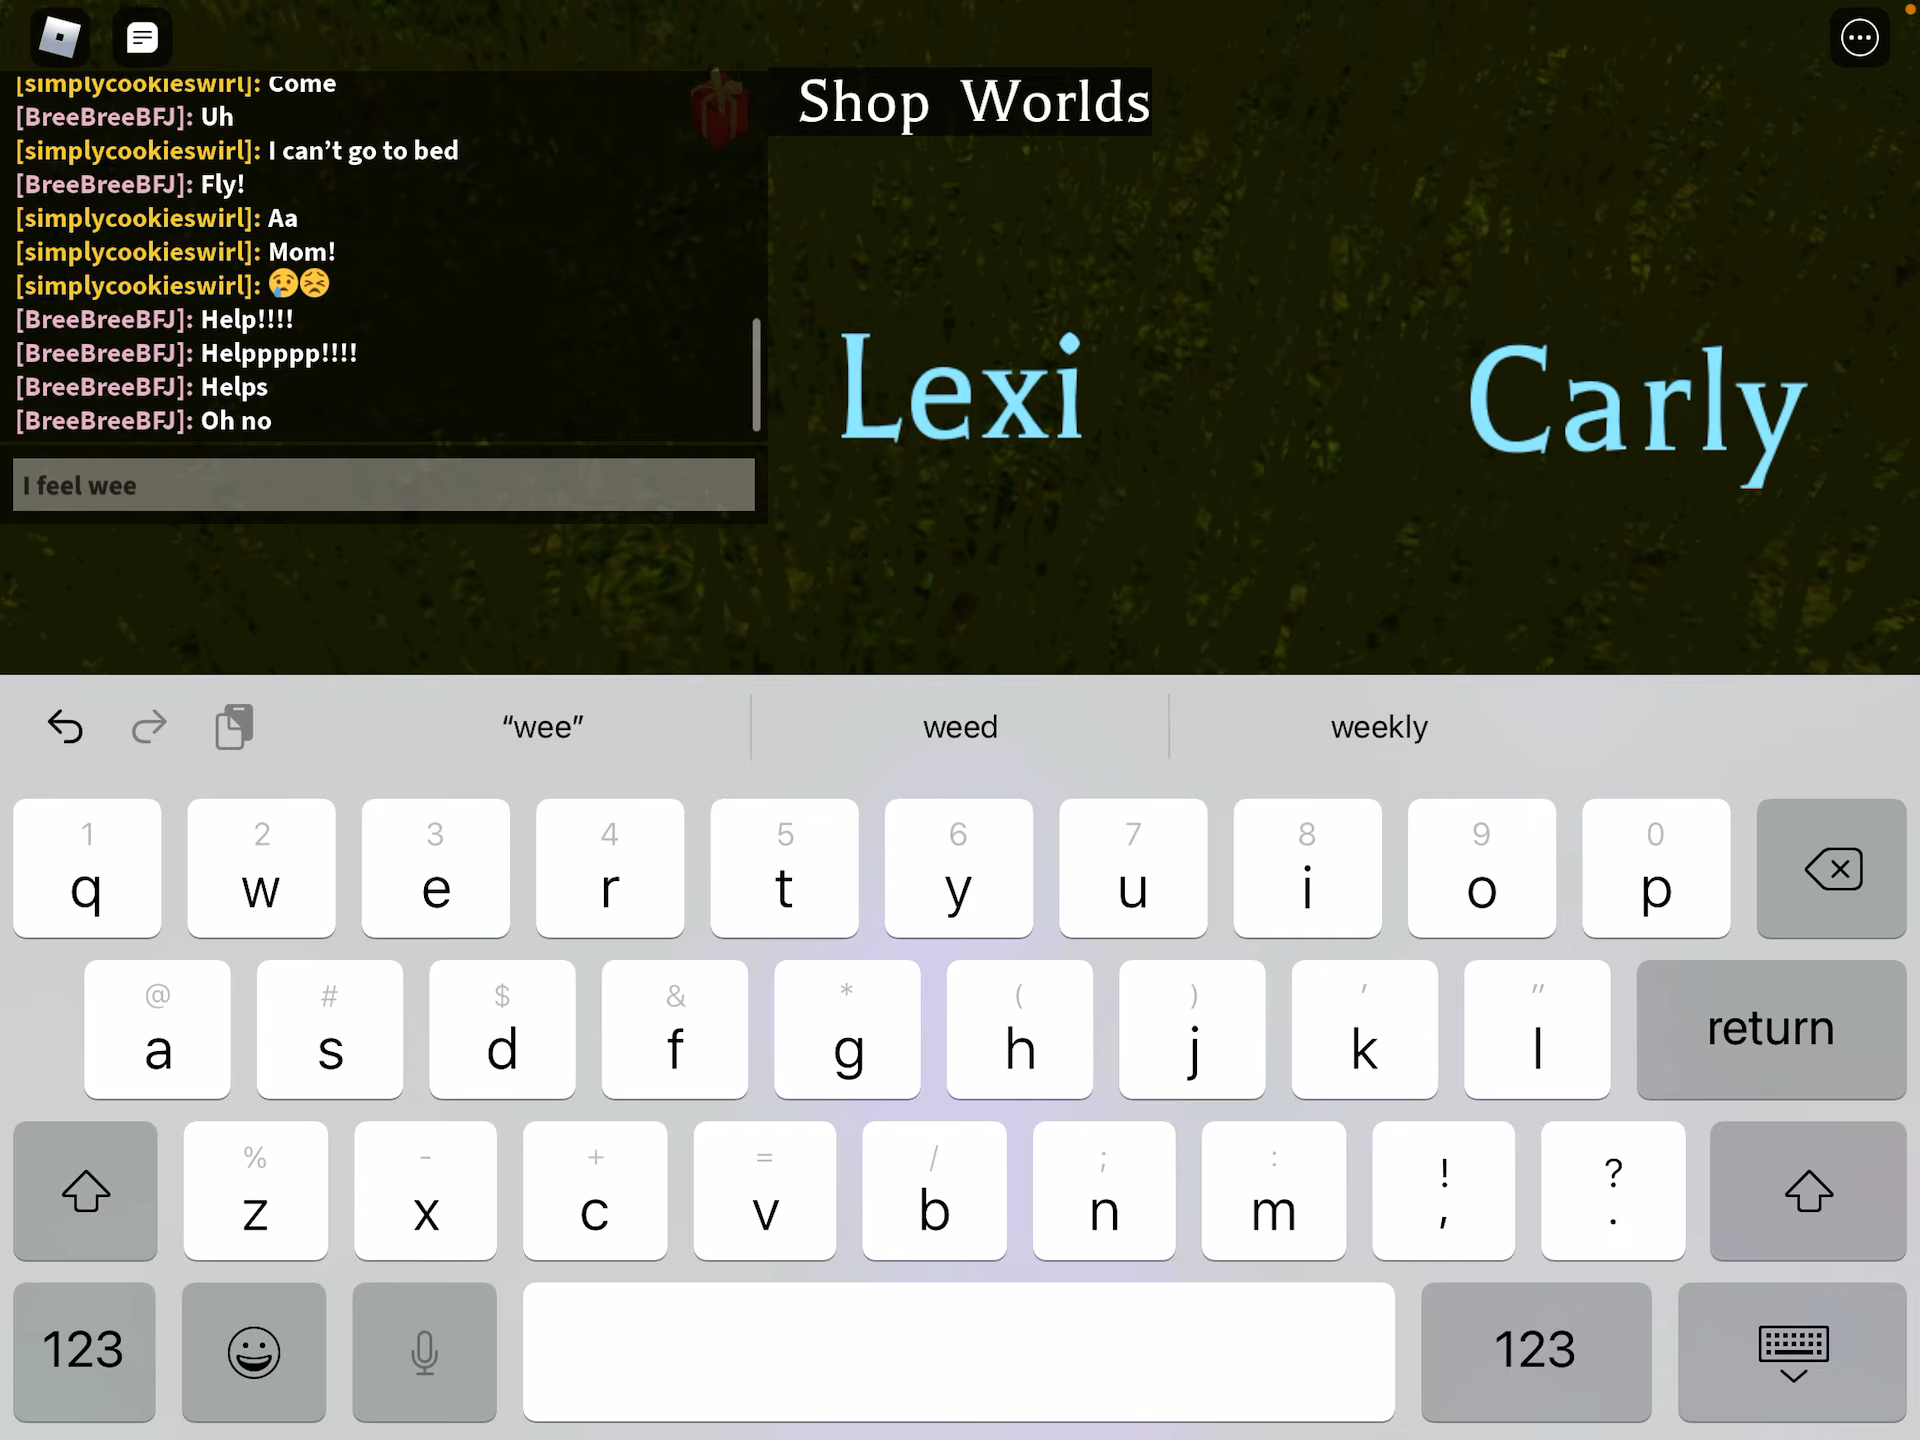 [simplycookieswirl]: Come
[BreeBreeBFJ]: Uh
[simplycookieswirl]: I can’t go to bed
[BreeBreeBFJ]: Fly!
[simplycookieswirl]: Aa
[simplycookieswirl]: Mom!
[simplycookieswirl]: 😢😣
[BreeBreeBFJ]: Help!!!!
[BreeBreeBFJ]: Helppppp!!!!
[BreeBreeBFJ]: Helps
[BreeBreeBFJ]: Oh no
I feel wee
Shop Worlds
Lexi
Carly
“wee” weed weekly
1 2 3 4 5 6 7 8 9 0
q w e r t y u i o p
@ # $ & * ( ) ' "
a s d f g h j k l return
% - + = / ; : ! ?
z x c v b n m , .
123 123